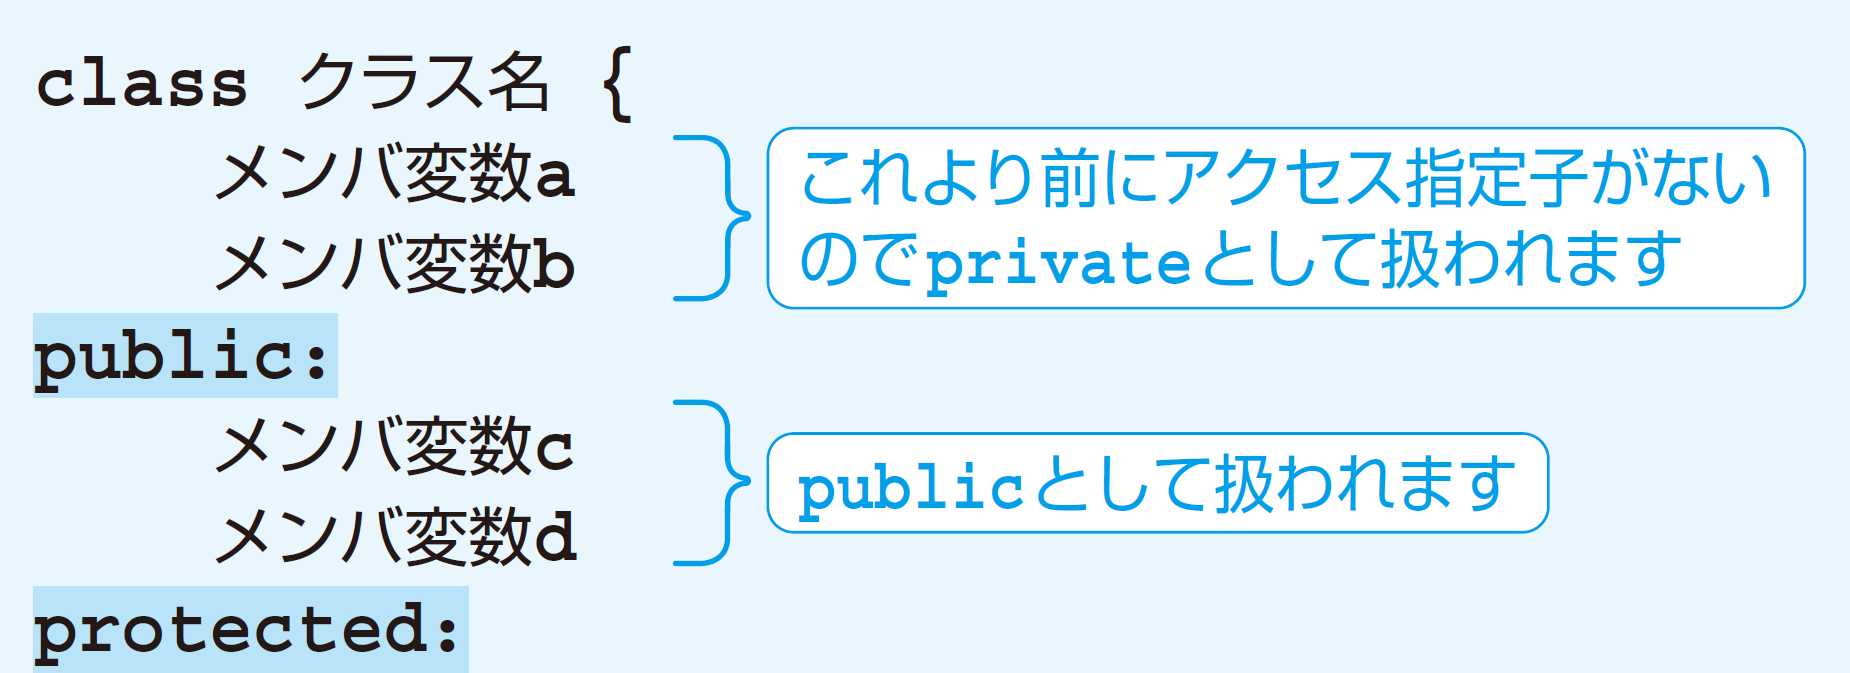 class クラス名 {
メンバ変数a
メンバ変数b
これより前にアクセス指定子がない
のでprivateとして扱われます
public:
メンバ変数c
メンバ変数d
publicとして扱われます
protected: